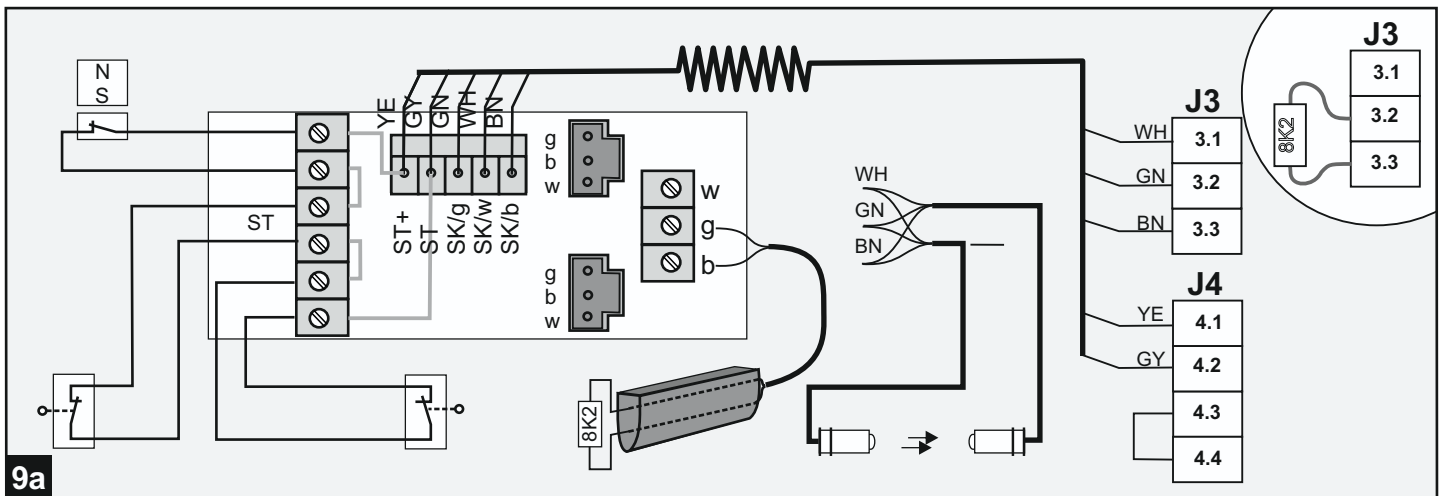 N
S
YE
GY
GN
WH
BN
ST
ST+
ST
SK/g
SK/w
SK/b
g
b
w
g
b
w
w
g
b
8K2
WH
GN
BN
J3
WH 3.1
GN 3.2
BN 3.3
J4
YE 4.1
GY 4.2
4.3
4.4
J3
3.1
3.2
3.3
8K2
9a